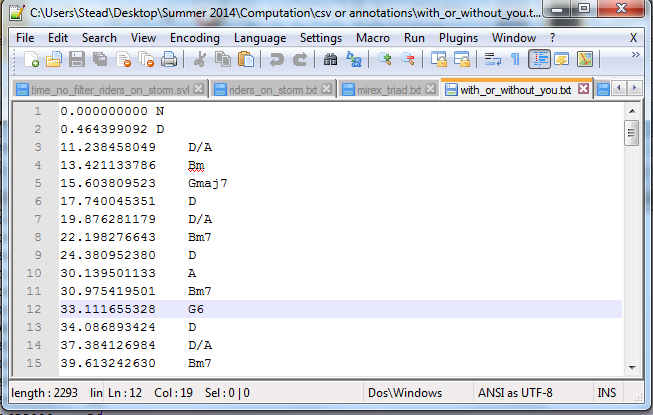 C:\Users\Stead\Desktop\Summer 2014\Computation\csv or annotations\with_or_without_you.t...
File Edit Search View Encoding Language Settings Macro Run Plugins Window ? X
time_no_filter_riders_on_storm.svl riders_on_storm.txt mirex_triad.txt with_or_without_you.txt
1 0.000000000 N
2 0.464399092 D
3 11.238458049 D/A
4 13.421133786 Bm
5 15.603809523 Gmaj7
6 17.740045351 D
7 19.876281179 D/A
8 22.198276643 Bm7
9 24.380952380 D
10 30.139501133 A
11 30.975419501 Bm7
12 33.111655328 G6
13 34.086893424 D
14 37.384126984 D/A
15 39.613242630 Bm7
length : 2293 lin Ln : 12 Col : 19 Sel : 0 | 0 Dos\Windows ANSI as UTF-8 INS